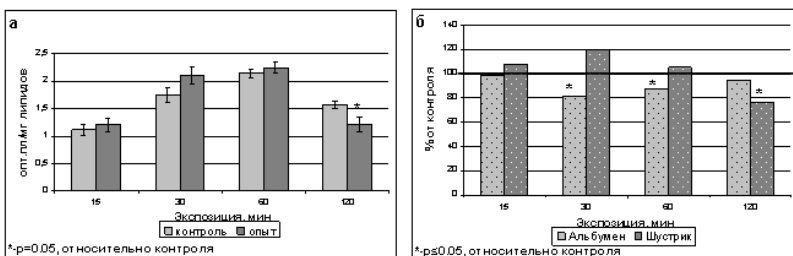 а
опт.пл/мг липидов
2,5
2
1,5
1
0,5
0
*
15 30 60 120
Экспозиция, мин
контроль опыт
*-p=0.05, относительно контроля
б
% от контроля
140
120
100
80
60
40
20
0
* * *
15 30 60 120
Экспозиция, мин
Альбумен Шустрик
*-p≤0.05, относительно контроля